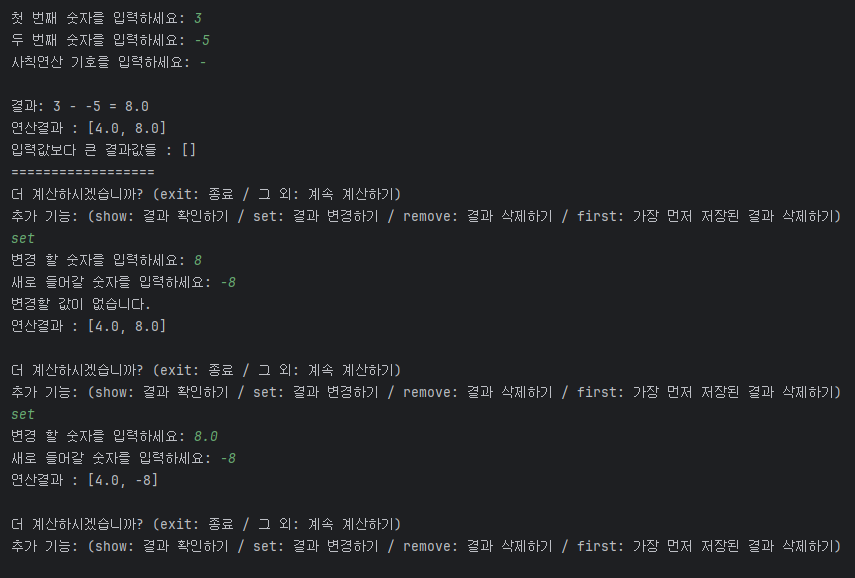 첫 번째 숫자를 입력하세요: 3
두 번째 숫자를 입력하세요: -5
사칙연산 기호를 입력하세요: -
결과: 3 - -5 = 8.0
연산결과 : [4.0, 8.0]
입력값보다 큰 결과값들 : []
==================
더 계산하시겠습니까? (exit: 종료 / 그 외: 계속 계산하기)
추가 기능: (show: 결과 확인하기 / set: 결과 변경하기 / remove: 결과 삭제하기 / first: 가장 먼저 저장된 결과 삭제하기)
set
변경 할 숫자를 입력하세요: 8
새로 들어갈 숫자를 입력하세요: -8
변경할 값이 없습니다.
연산결과 : [4.0, 8.0]
더 계산하시겠습니까? (exit: 종료 / 그 외: 계속 계산하기)
추가 기능: (show: 결과 확인하기 / set: 결과 변경하기 / remove: 결과 삭제하기 / first: 가장 먼저 저장된 결과 삭제하기)
set
변경 할 숫자를 입력하세요: 8.0
새로 들어갈 숫자를 입력하세요: -8
연산결과 : [4.0, -8]
더 계산하시겠습니까? (exit: 종료 / 그 외: 계속 계산하기)
추가 기능: (show: 결과 확인하기 / set: 결과 변경하기 / remove: 결과 삭제하기 / first: 가장 먼저 저장된 결과 삭제하기)